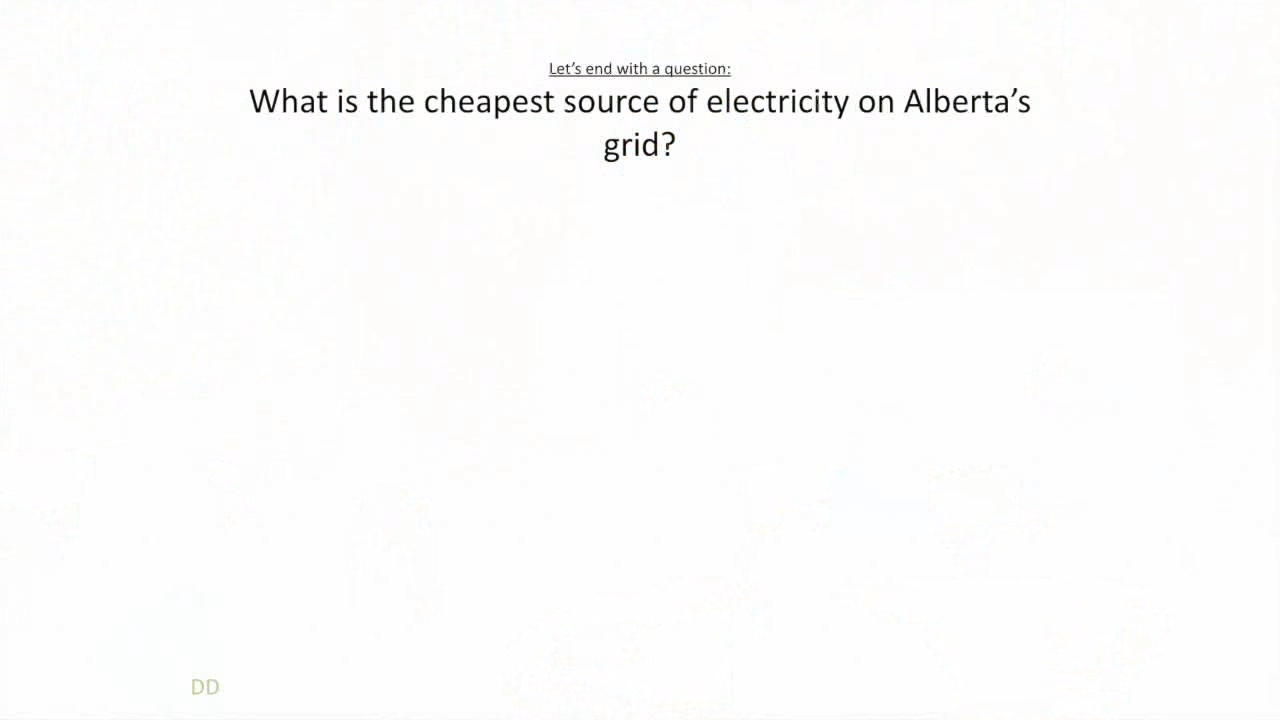 Let’s end with a question:
What is the cheapest source of electricity on Alberta’s
grid?
DD